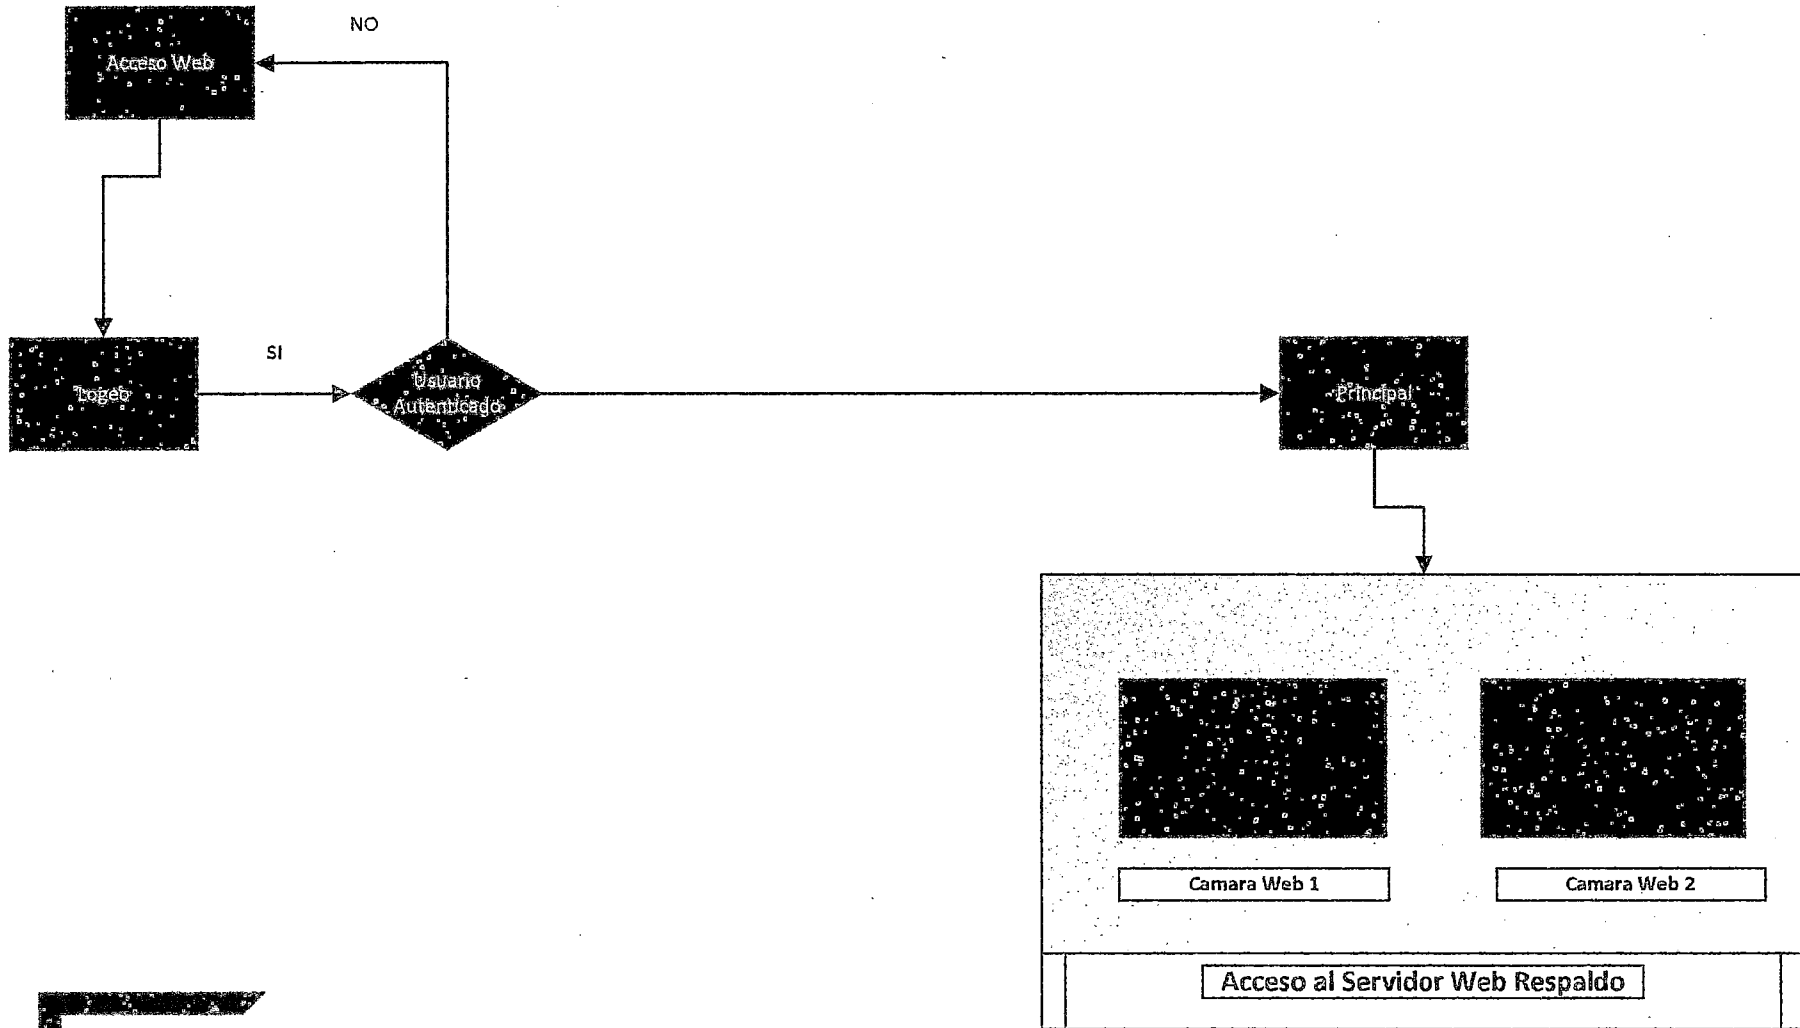 NO
Acceso Web
SI
Logeo
Usuario
Autenticado
Principal
Camara Web 1
Camara Web 2
Acceso al Servidor Web Respaldo